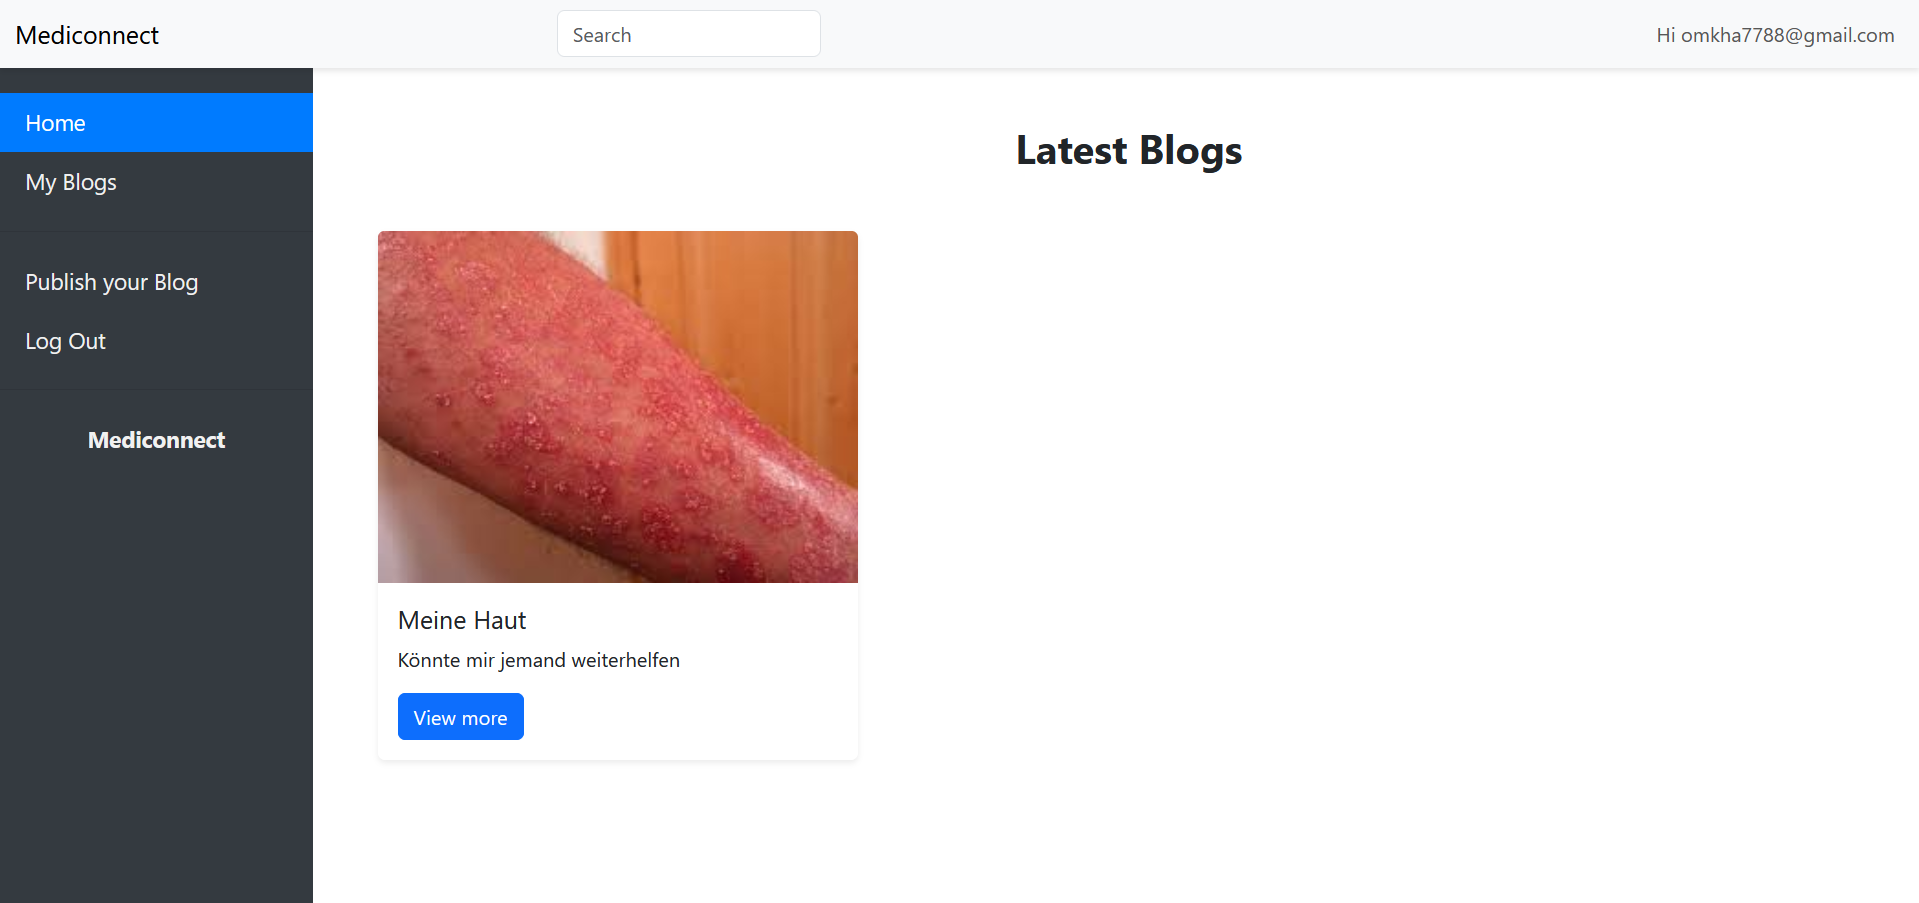 Mediconnect
Search
Hi omkha7788@gmail.com
Home
My Blogs
Publish your Blog
Log Out
Mediconnect
Latest Blogs
Meine Haut
Könnte mir jemand weiterhelfen
View more